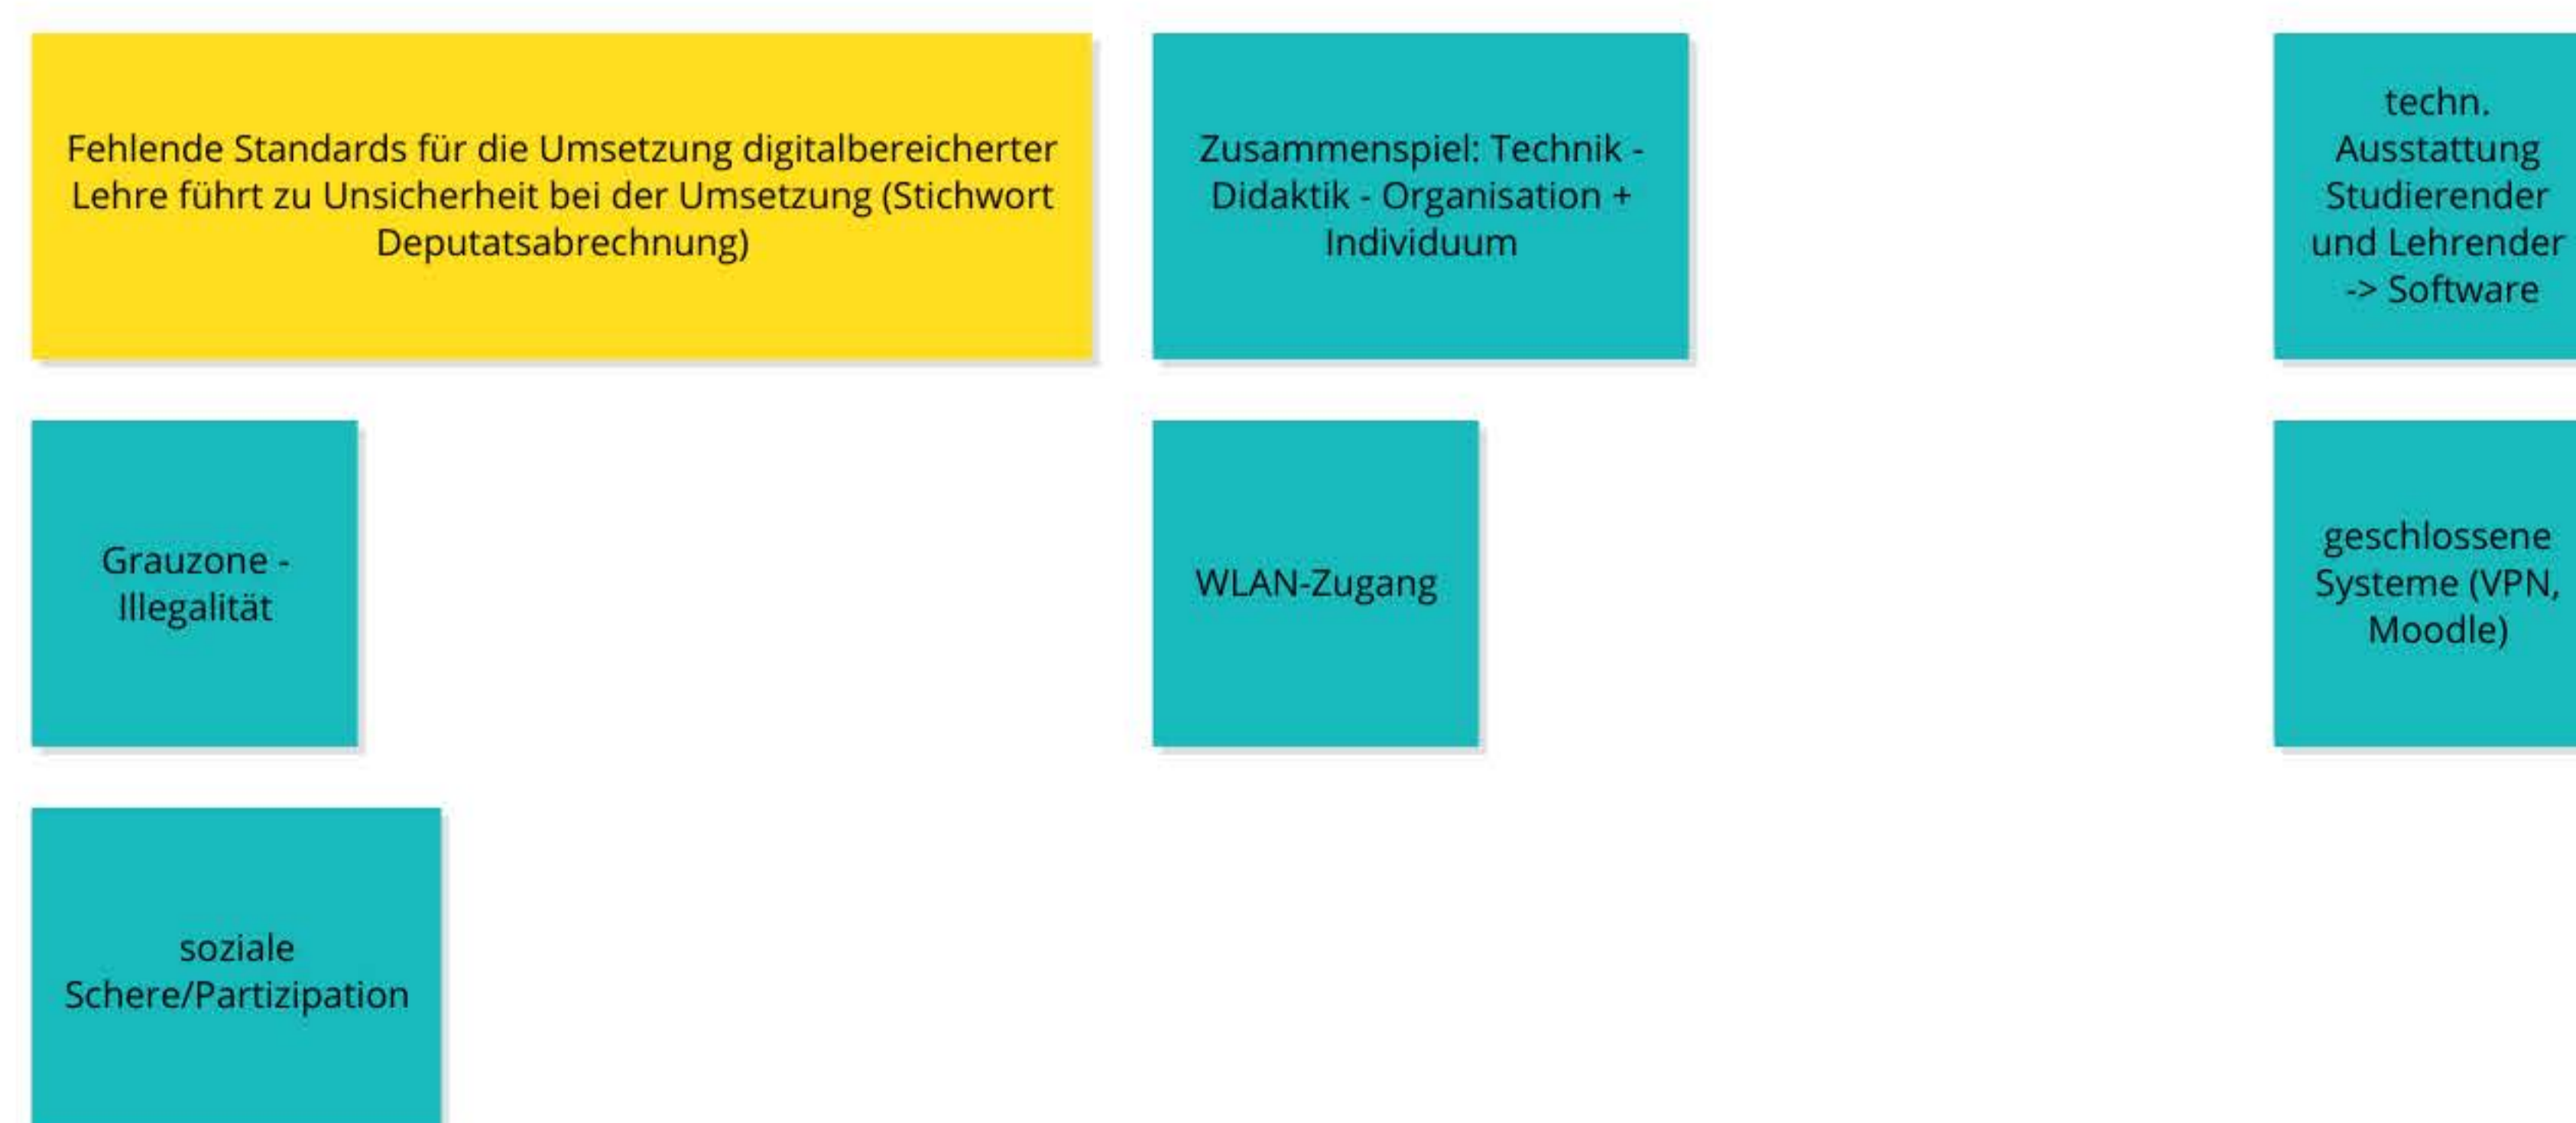 Fehlende Standards für die Umsetzung digitalbereicherter
Lehre führt zu Unsicherheit bei der Umsetzung (Stichwort
Deputatsabrechnung)
Zusammenspiel: Technik -
Didaktik - Organisation +
Individuum
techn.
Ausstattung
Studierender
und Lehrender
-> Software
Grauzone -
Illegalität
WLAN-Zugang
geschlossene
Systeme (VPN,
Moodle)
soziale
Schere/Partizipation